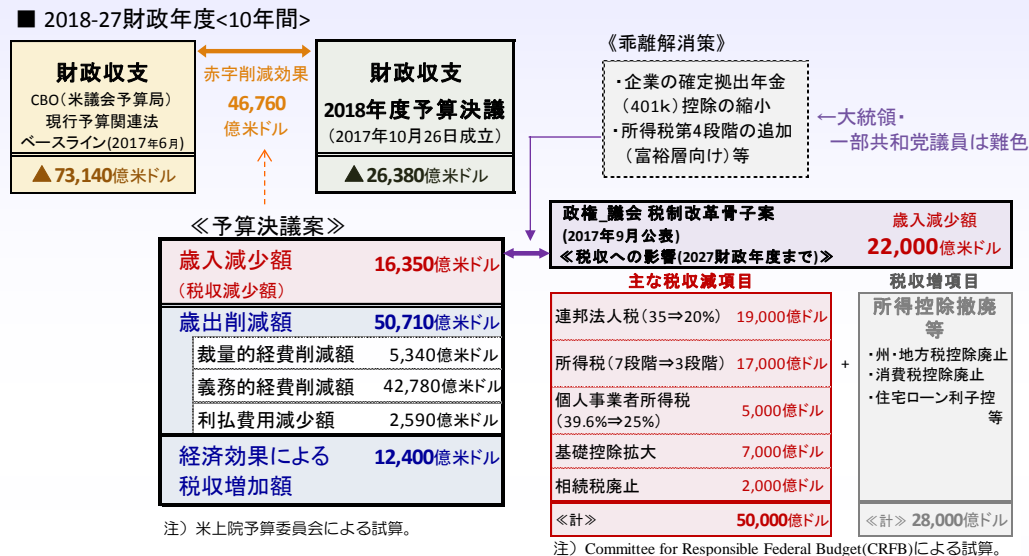 ■ 2018-27財政年度<10年間>
財政収支
CBO（米議会予算局）
現行予算関連法
ベースライン(2017年6月)
▲73,140億米ドル
赤字削減効果
46,760
億米ドル
財政収支
2018年度予算決議
（2017年10月26日成立）
▲26,380億米ドル
《乖離解消策》
・企業の確定拠出年金
（401k）控除の縮小
・所得税第4段階の追加
（富裕層向け）等
←大統領・
一部共和党議員は難色
≪予算決議案≫
歳入減少額 16,350億米ドル
（税収減少額）
歳出削減額 50,710億米ドル
裁量的経費削減額 5,340億米ドル
義務的経費削減額 42,780億米ドル
利払費用減少額 2,590億米ドル
経済効果による 12,400億米ドル
税収増加額
注）米上院予算委員会による試算。
政権_議会 税制改革骨子案
(2017年9月公表)
≪税収への影響(2027財政年度まで)≫
歳入減少額
22,000億米ドル
主な税収減項目
連邦法人税（35⇒20%） 19,000億ドル
所得税（7段階⇒3段階） 17,000億ドル
個人事業者所得税
（39.6%⇒25%） 5,000億ドル
基礎控除拡大 7,000億ドル
相続税廃止 2,000億ドル
≪計≫ 50,000億ドル
+
税収増項目
所得控除撤廃
等
・州・地方税控除廃止
・消費税控除廃止
・住宅ローン利子控
等
≪計≫ 28,000億ドル
注）Committee for Responsible Federal Budget(CRFB)による試算。